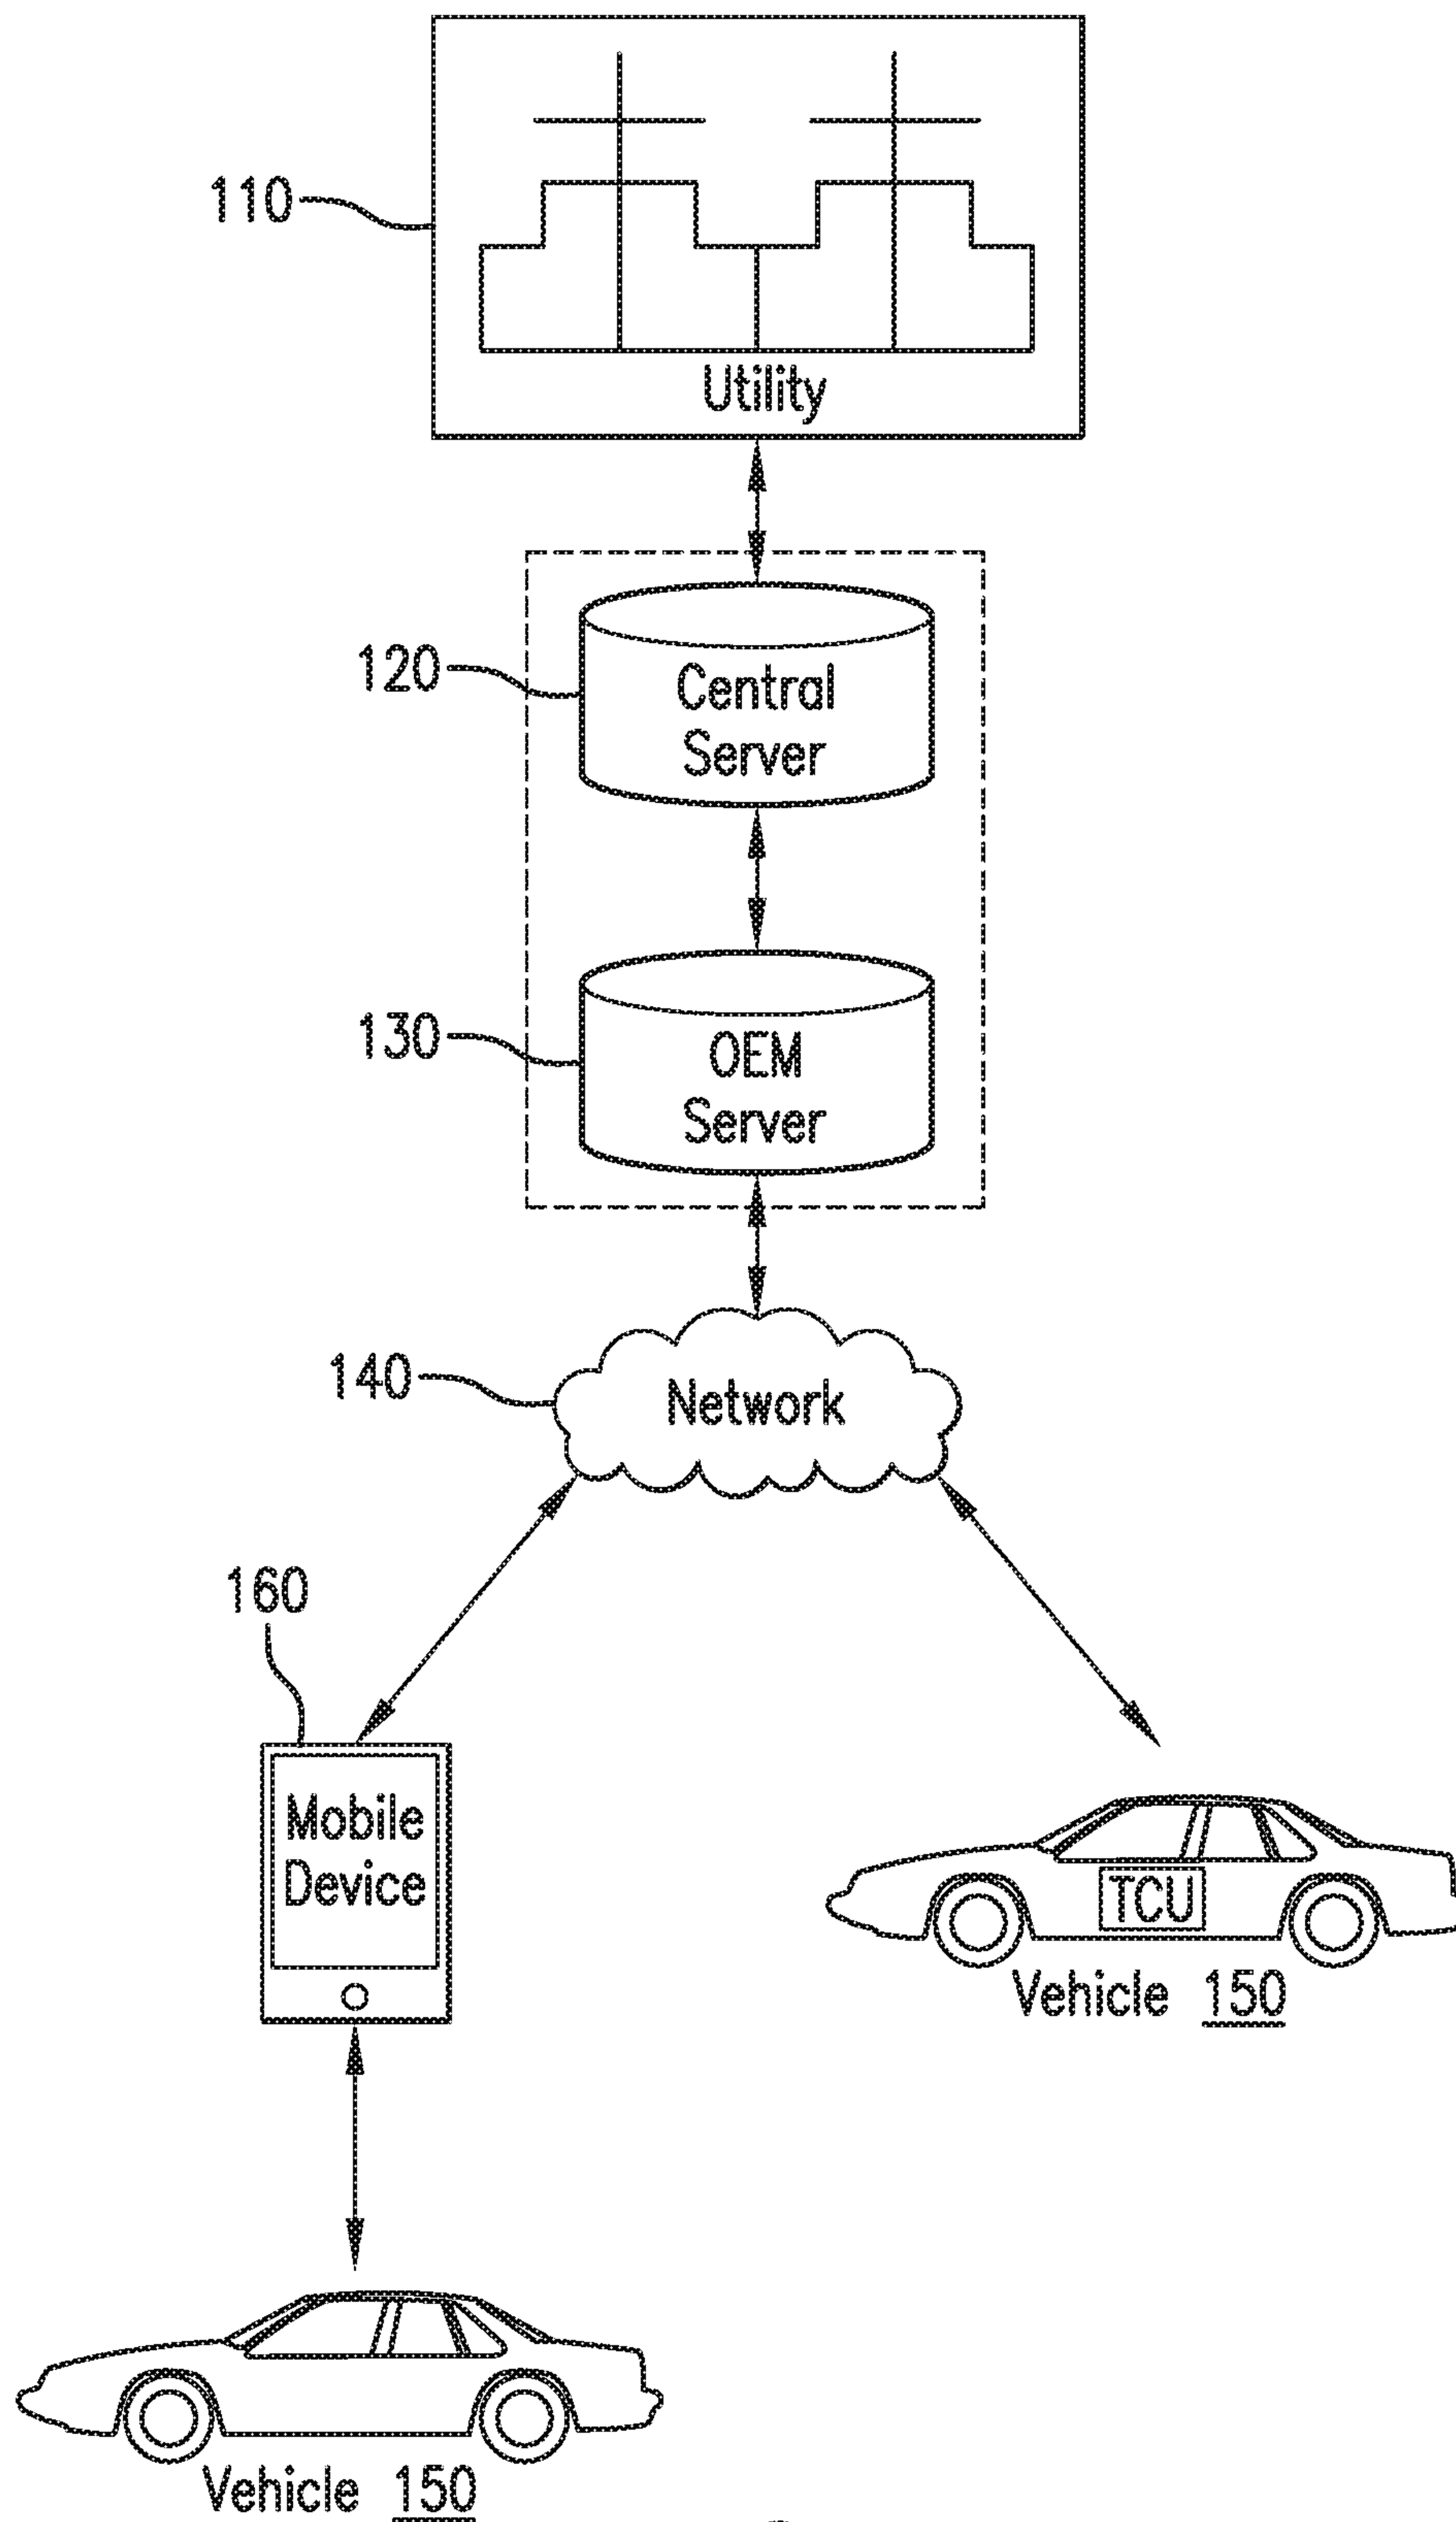 110
Utility
120
Central
Server
130
OEM
Server
140
Network
160
Mobile
Device
TCU
Vehicle 150
Vehicle 150